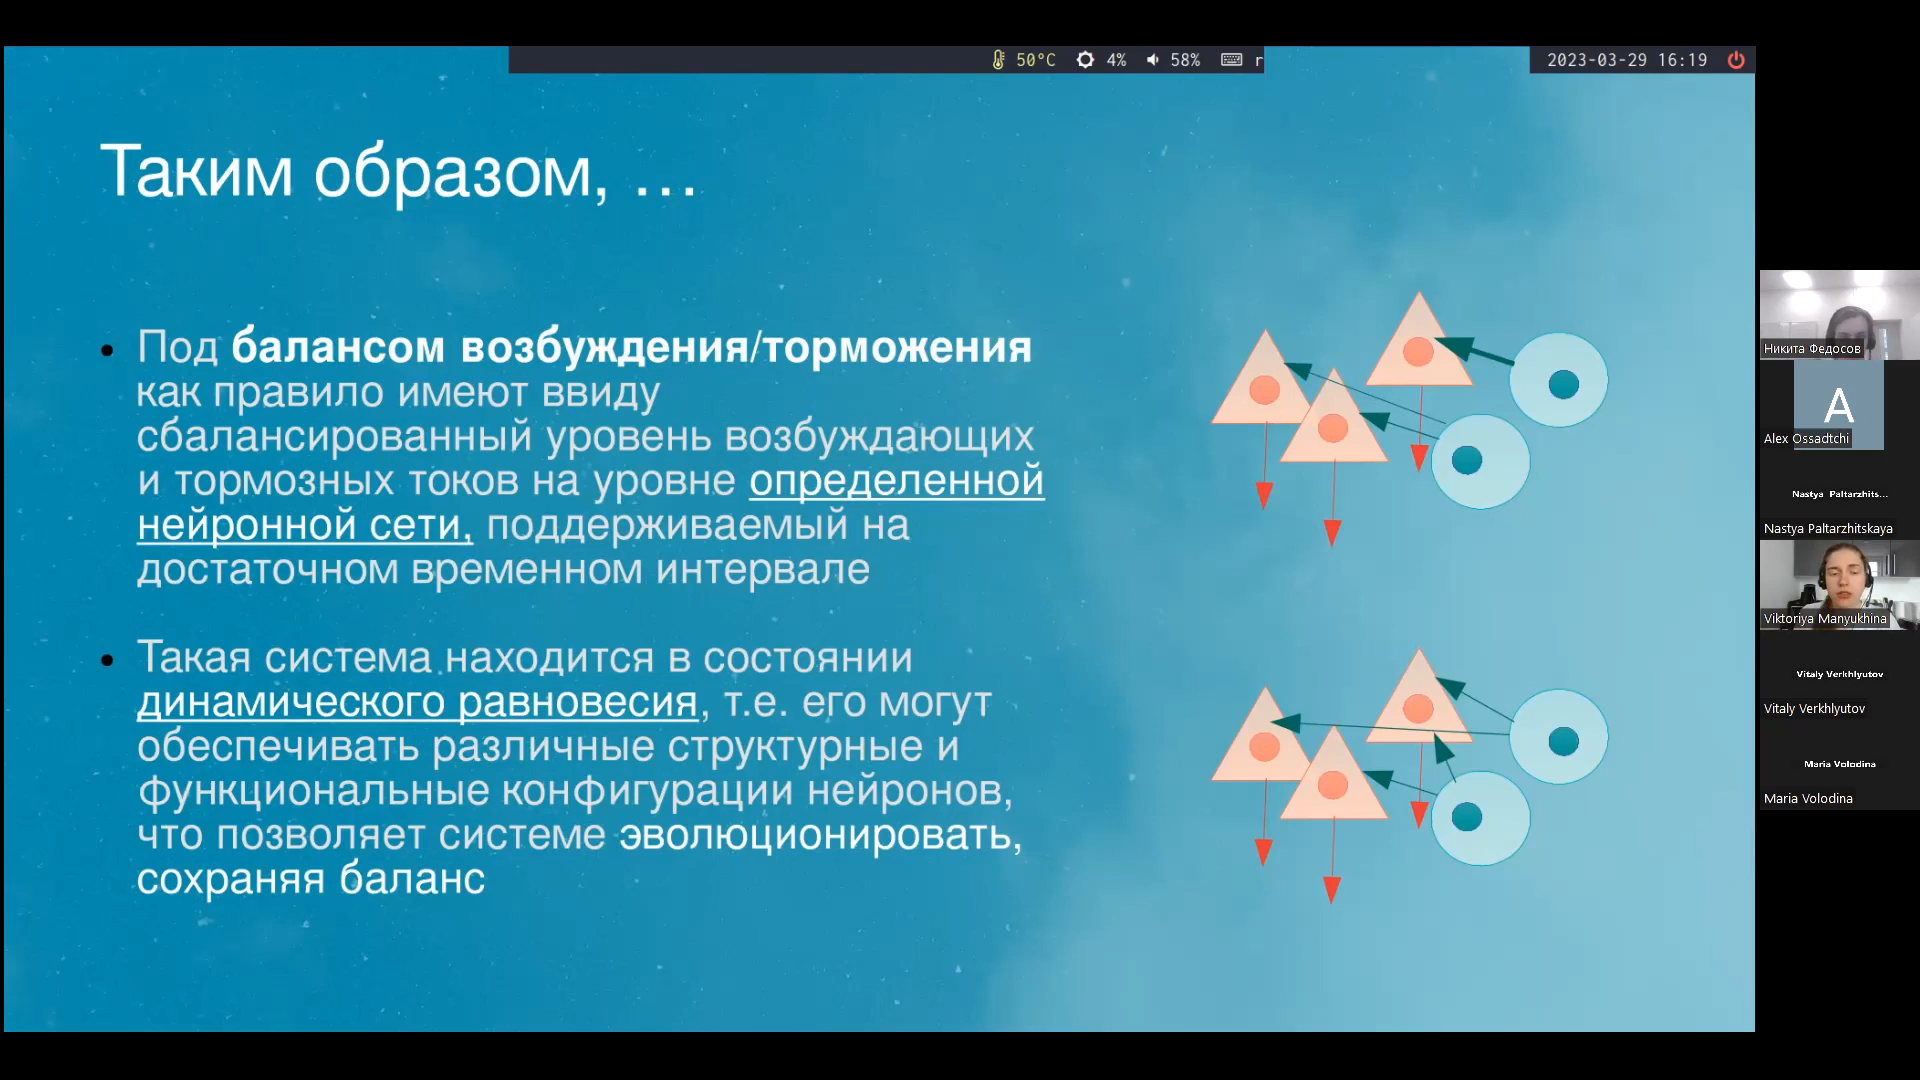 50°C 4% 58% r
2023-03-29 16:19
Таким образом, …
• Под балансом возбуждения/торможения
как правило имеют ввиду
сбалансированный уровень возбуждающих
и тормозных токов на уровне определенной
нейронной сети, поддерживаемый на
достаточном временном интервале
• Такая система находится в состоянии
динамического равновесия, т.е. его могут
обеспечивать различные структурные и
функциональные конфигурации нейронов,
что позволяет системе эволюционировать,
сохраняя баланс
Никита Федосов
A
Alex Ossadtchi
Nastya Paltarzhits...
Nastya Paltarzhitskaya
Viktoriya Manyukhina
Vitaly Verkhlyutov
Vitaly Verkhlyutov
Maria Volodina
Maria Volodina